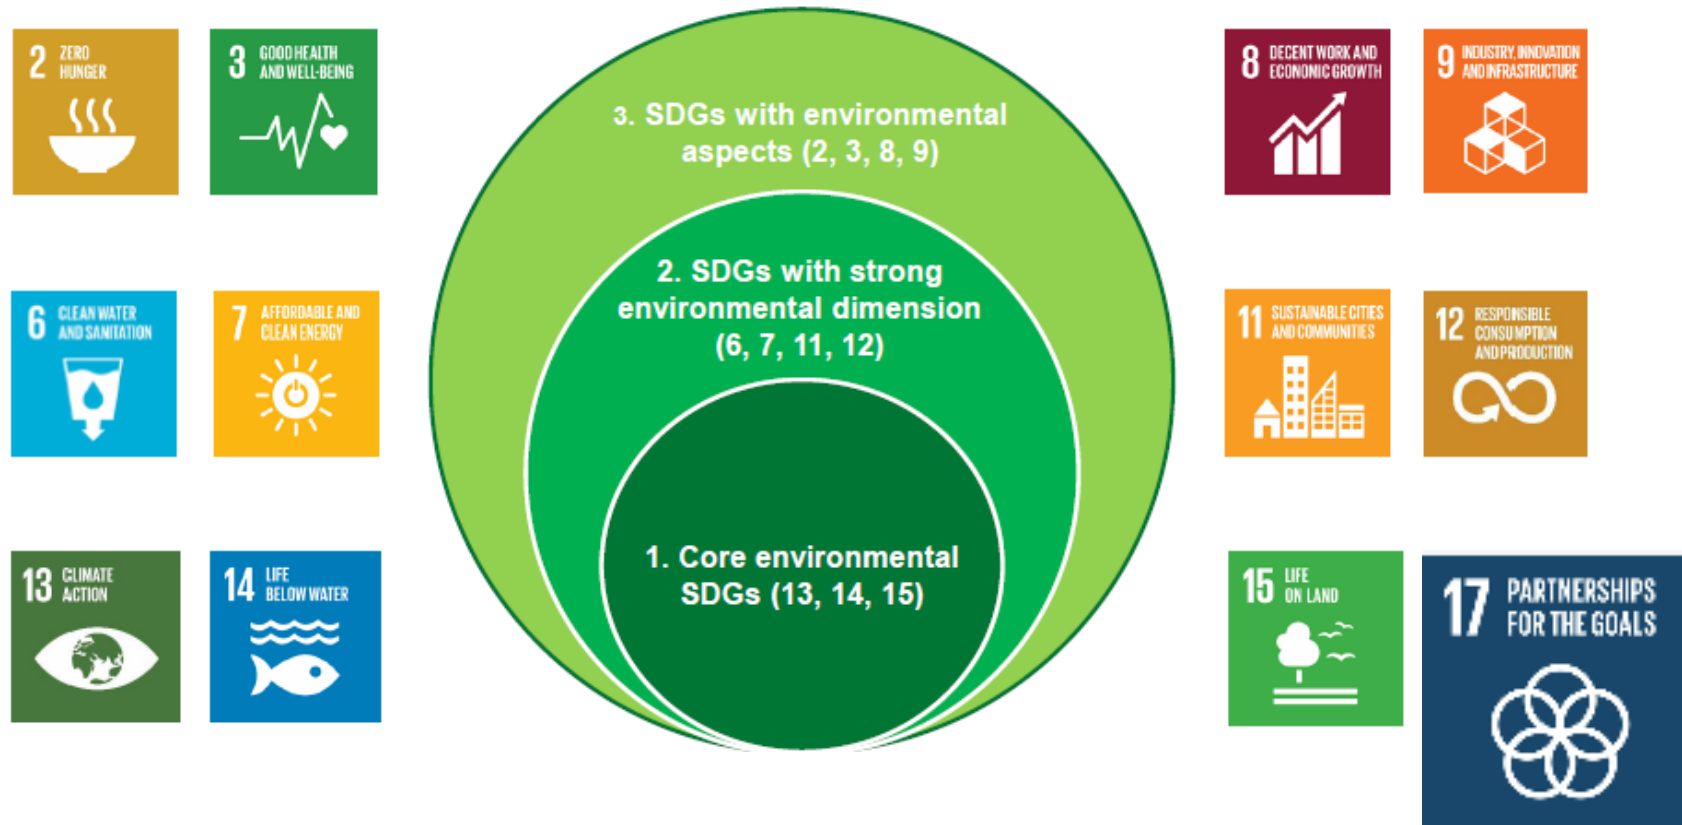 2 ZERO
HUNGER
3 GOOD HEALTH
AND WELL-BEING
3. SDGs with environmental
aspects (2, 3, 8, 9)
8 DECENT WORK AND
ECONOMIC GROWTH
9 INDUSTRY, INNOVATION
AND INFRASTRUCTURE
6 CLEAN WATER
AND SANITATION
7 AFFORDABLE AND
CLEAN ENERGY
2. SDGs with strong
environmental dimension
(6, 7, 11, 12)
11 SUSTAINABLE CITIES
AND COMMUNITIES
12 RESPONSIBLE
CONSUMPTION
AND PRODUCTION
13 CLIMATE
ACTION
14 LIFE
BELOW WATER
1. Core environmental
SDGs (13, 14, 15)
15 LIFE
ON LAND
17 PARTNERSHIPS
FOR THE GOALS